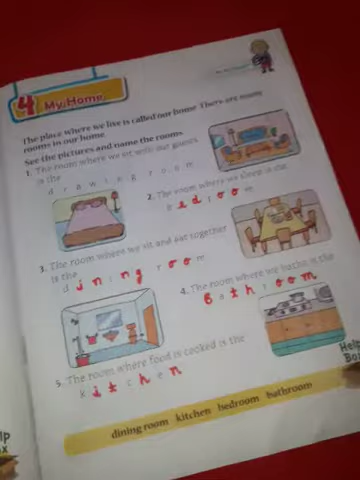 4 My Home
The place where we live is called our home There are many
rooms in our home
See the pictures and name the rooms
1. The room where we sit with our guests
is the
d r a w i n g r o o m
2. The room where we sleep is the
b e d r o o m
3. The room where we sit and eat together
is the
d i n i n g r o o m
4. The room where we bathe is the
b a t h r o o m
5. The room where food is cooked is the
k i t c h e n
Help
Box
dining room kitchen bedroom bathroom